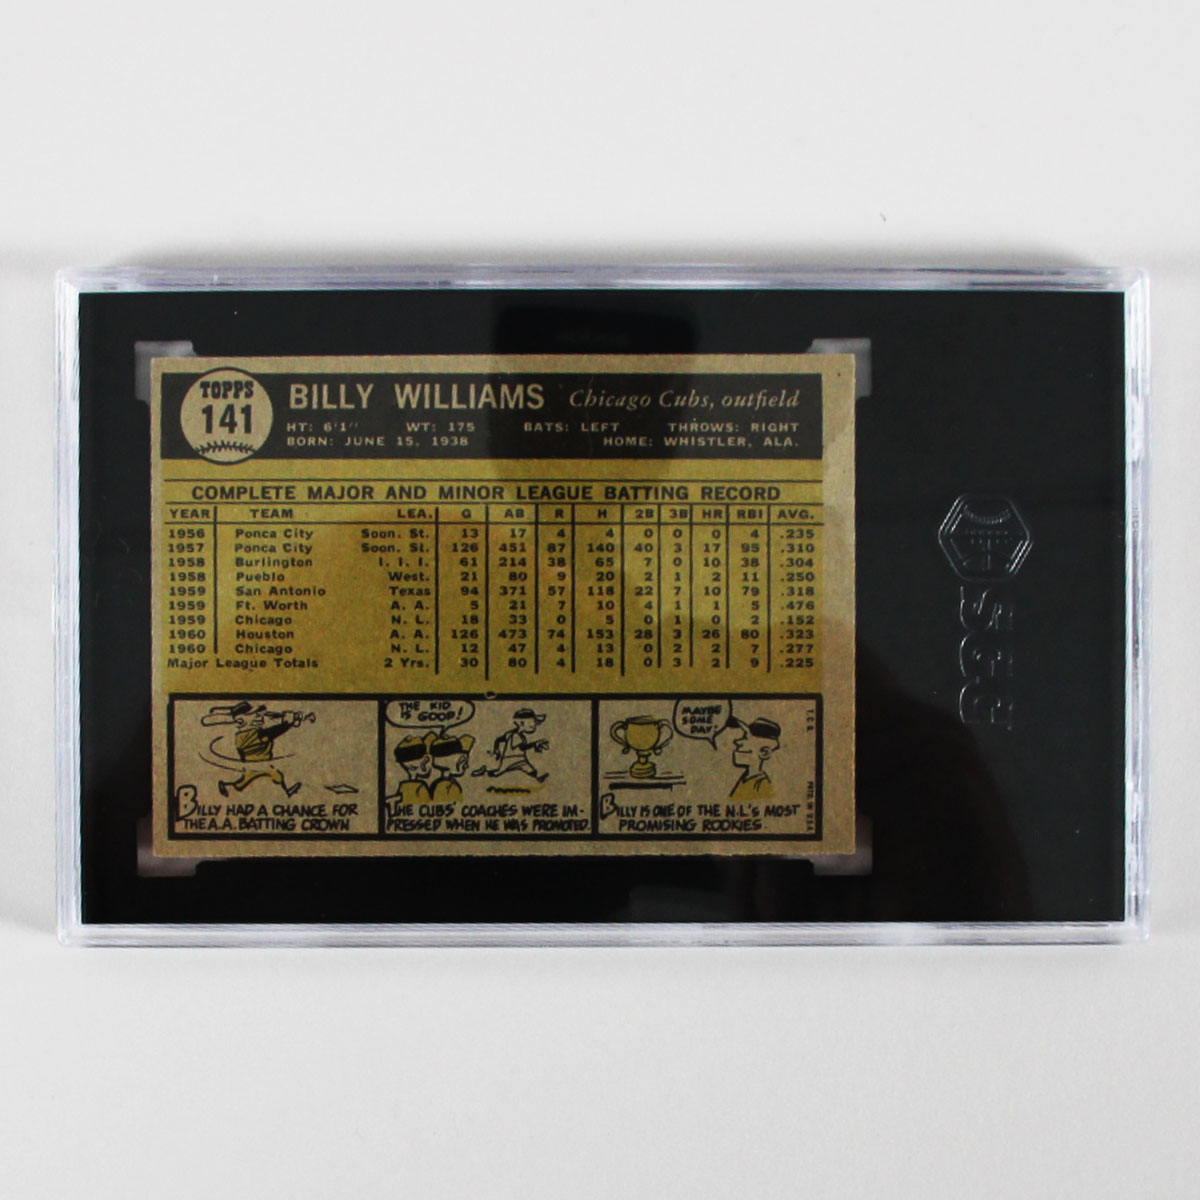 TOPPS
141
BILLY WILLIAMS Chicago Cubs, outfield
HT: 6'1" WT: 175 BATS: LEFT THROWS: RIGHT
BORN: JUNE 15, 1938 HOME: WHISTLER, ALA.
COMPLETE MAJOR AND MINOR LEAGUE BATTING RECORD
YEAR TEAM LEA. G AB R H 2B 3B HR RBI AVG.
1956 Ponca City Soon. St. 13 17 4 4 0 0 0 4 .235
1957 Ponca City Soon. St. 126 451 87 140 40 3 17 95 .310
1958 Burlington I. I. I. 61 214 38 65 7 0 10 38 .304
1958 Pueblo West. 21 80 9 20 2 1 2 11 .250
1959 San Antonio Texas 94 371 57 118 22 7 10 79 .318
1959 Ft. Worth A. A. 5 21 7 10 4 1 1 5 .476
1959 Chicago N. L. 18 33 0 5 0 1 0 2 .152
1960 Houston A. A. 126 473 74 153 28 3 26 80 .323
1960 Chicago N. L. 12 47 4 13 0 2 2 7 .277
Major League Totals 2 Yrs. 30 80 4 18 0 3 2 9 .225
BILLY HAD A CHANCE FOR
THE A.A. BATTING CROWN
THE KID
IS GOOD!
THE CUBS' COACHES WERE IM-
PRESSED WHEN HE WAS PROMOTED.
MAYBE
SOME
DAY!
BILLY IS ONE OF THE N.L.'S MOST
PROMISING ROOKIES
T.C.G.
PRTD. IN U.S.A.
SGC